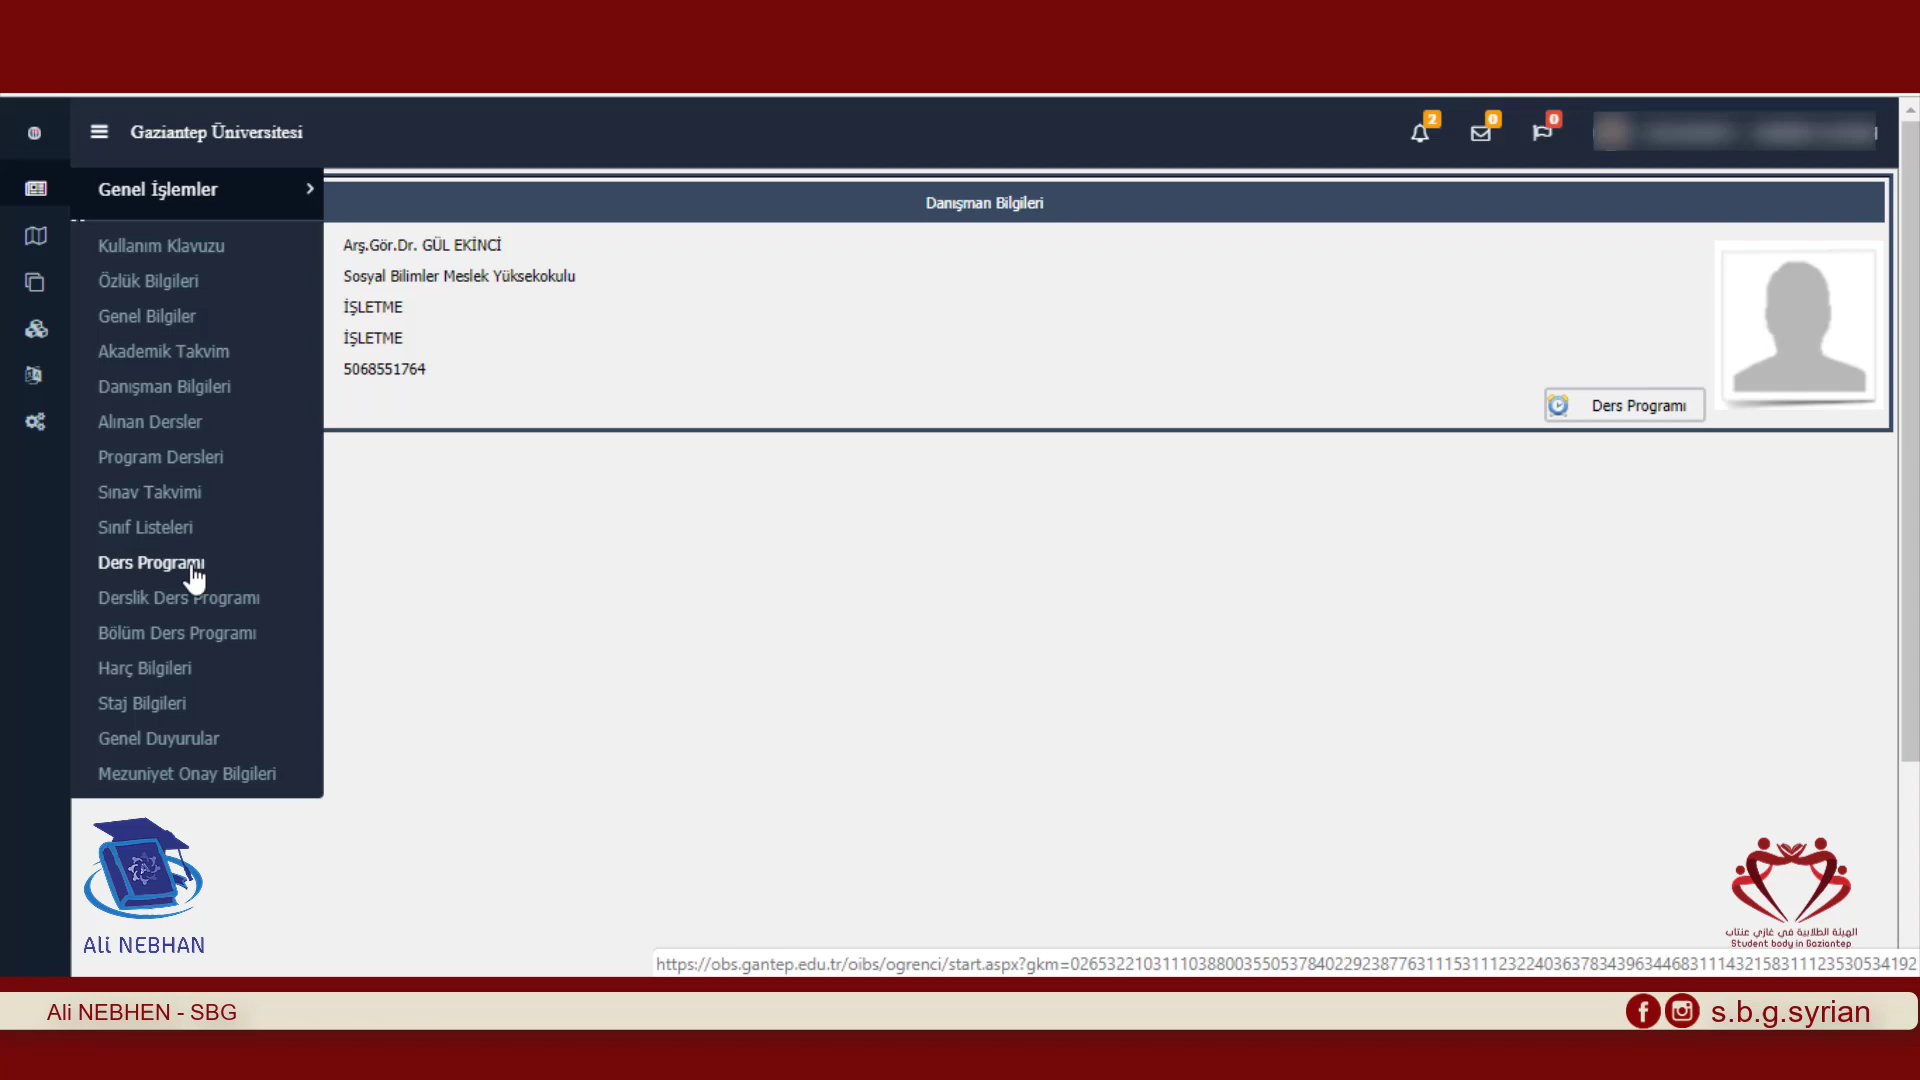 Gaziantep Üniversitesi
2
0
0
Genel İşlemler
Danışman Bilgileri
Kullanım Klavuzu
Özlük Bilgileri
Genel Bilgiler
Akademik Takvim
Danışman Bilgileri
Alınan Dersler
Program Dersleri
Sınav Takvimi
Sınıf Listeleri
Ders Programı
Derslik Ders Programı
Bölüm Ders Programı
Harç Bilgileri
Staj Bilgileri
Genel Duyurular
Mezuniyet Onay Bilgileri
Arş.Gör.Dr. GÜL EKİNCİ
Sosyal Bilimler Meslek Yüksekokulu
İŞLETME
İŞLETME
5068551764
Ders Programı
Ali NEBHAN
الهيئة الطلابية في غازي عنتاب
Student body in Gaziantep
https://obs.gantep.edu.tr/oibs/ogrenci/start.aspx?gkm=026532210311103880035505378402292387763111531112322403637834396344683111432158311123530534192
Ali NEBHEN - SBG
s.b.g.syrian